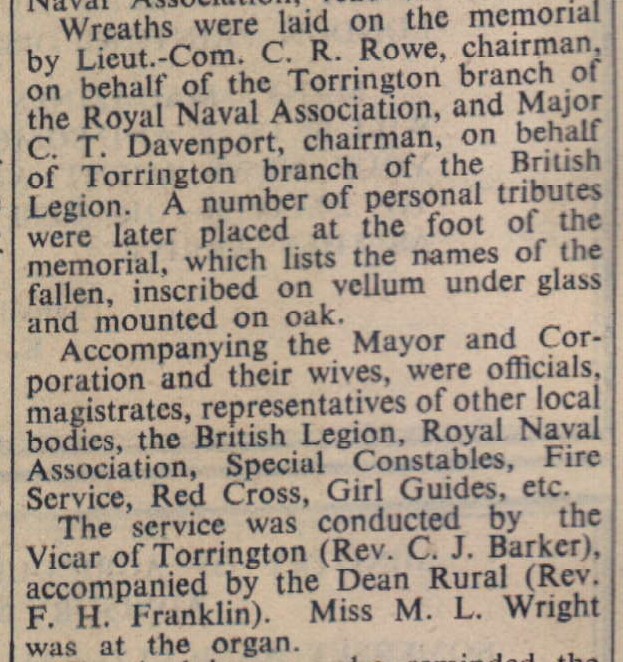 Naval Association,
Wreaths were laid on the memorial
by Lieut.-Com. C. R. Rowe, chairman,
on behalf of the Torrington branch of
the Royal Naval Association, and Major
C. T. Davenport, chairman, on behalf
of Torrington branch of the British
Legion. A number of personal tributes
were later placed at the foot of the
memorial, which lists the names of the
fallen, inscribed on vellum under glass
and mounted on oak.
Accompanying the Mayor and Cor-
poration and their wives, were officials,
magistrates, representatives of other local
bodies, the British Legion, Royal Naval
Association, Special Constables, Fire
Service, Red Cross, Girl Guides, etc.
The service was conducted by the
Vicar of Torrington (Rev. C. J. Barker),
accompanied by the Dean Rural (Rev.
F. H. Franklin). Miss M. L. Wright
was at the organ.
reminded the